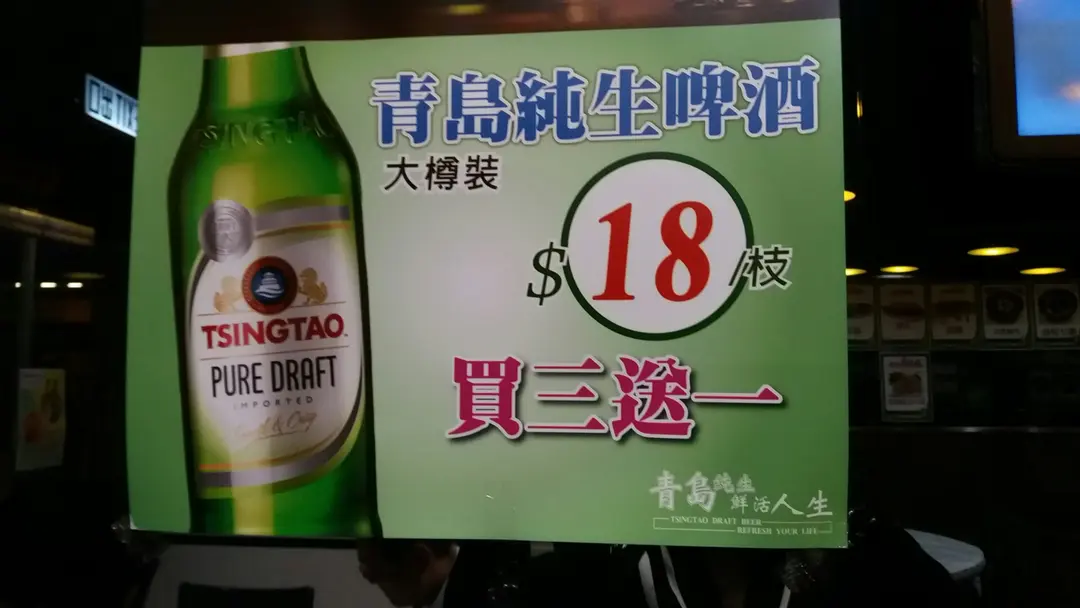 青島純生啤酒
大樽裝
$18/枝
買三送一
TSINGTAO
TSINGTAO
PURE DRAFT
IMPORTED
青島純生
鮮活人生
TSINGTAO DRAFT BEER
REFRESH YOUR LIFE